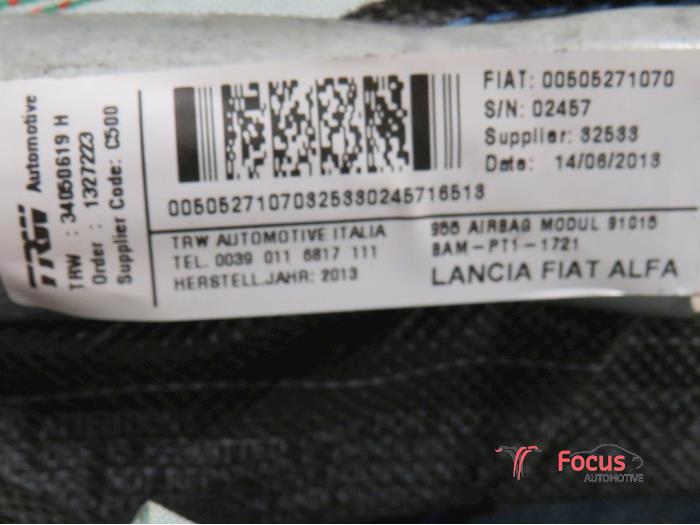 TRW Automotive
TRW : 34050619 H
Order : 1327223
Supplier Code: C500
FIAT: 00505271070
S/N: 02457
Supplier: 32533
Date: 14/06/2013
00505271070325330245716513
TRW AUTOMOTIVE ITALIA
TEL. 0039 011 6817 111
HERSTELL.JAHR: 2013
955 AIRBAG MODUL 91015
BAM-PT1-1721
LANCIA FIAT ALFA
Focus
AUTOMOTIVE